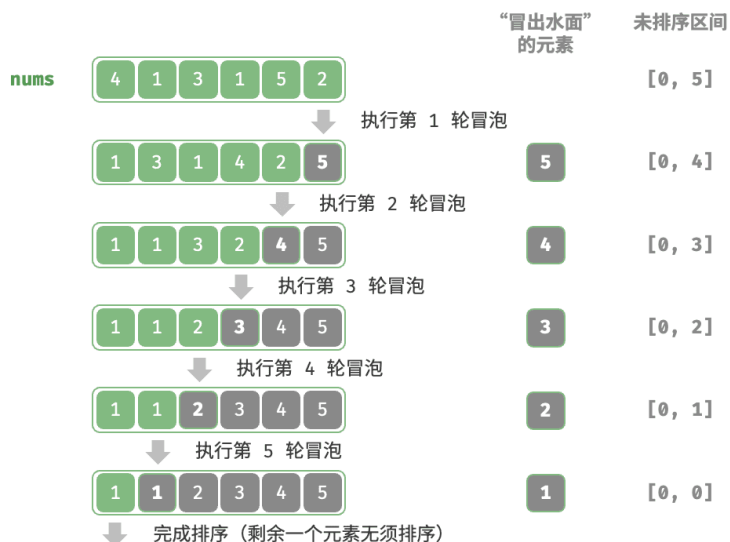 “冒出水面” 未排序区间
的元素
nums 4 1 3 1 5 2 [0, 5]
执行第 1 轮冒泡
1 3 1 4 2 5 5 [0, 4]
执行第 2 轮冒泡
1 1 3 2 4 5 4 [0, 3]
执行第 3 轮冒泡
1 1 2 3 4 5 3 [0, 2]
执行第 4 轮冒泡
1 1 2 3 4 5 2 [0, 1]
执行第 5 轮冒泡
1 1 2 3 4 5 1 [0, 0]
完成排序（剩余一个元素无须排序）